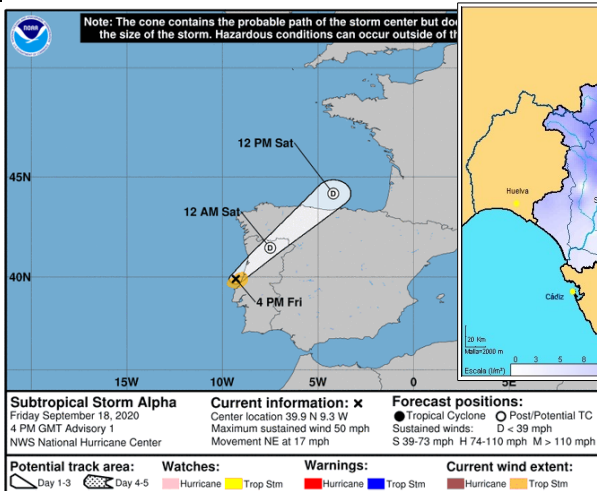 NOAA
Note: The cone contains the probable path of the storm center but
the size of the storm. Hazardous conditions can occur outside of
12 PM Sat
D
45N
12 AM Sat
D
40N
4 PM Fri
15W
10W
5W
0
5E
Huelva
Cádiz
20 Km
Malla=2000 m
0 3 5 8
Escala (l/m²)
Subtropical Storm Alpha
Friday September 18, 2020
4 PM GMT Advisory 1
NWS National Hurricane Center
Current information: x
Center location 39.9 N 9.3 W
Maximum sustained wind 50 mph
Movement NE at 17 mph
Forecast positions:
Tropical Cyclone Post/Potential TC
Sustained winds: D < 39 mph
S 39-73 mph H 74-110 mph M > 110 mph
Potential track area:
Day 1-3 Day 4-5
Watches:
Hurricane Trop Stm
Warnings:
Hurricane Trop Stm
Current wind extent:
Hurricane Trop Stm